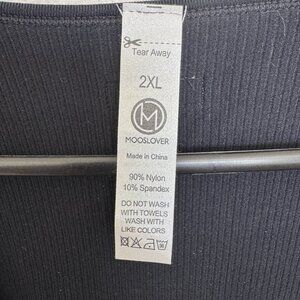 Tear Away
2XL
M
MOOSLOVER
Made in China
90% Nylon
10% Spandex
DO NOT WASH
WITH TOWELS
WASH WITH
LIKE COLORS